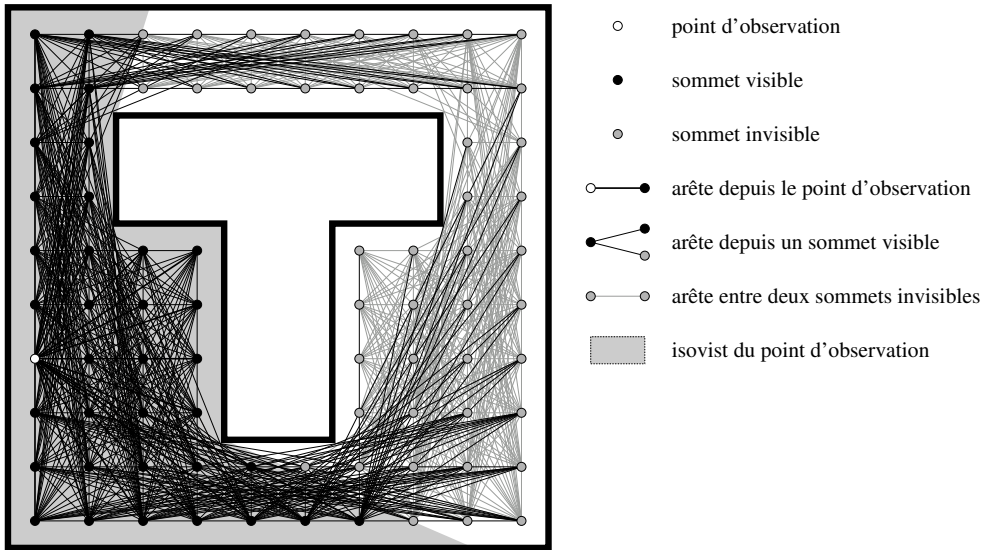 point d'observation
sommet visible
sommet invisible
arête depuis le point d'observation
arête depuis un sommet visible
arête entre deux sommets invisibles
isovist du point d'observation